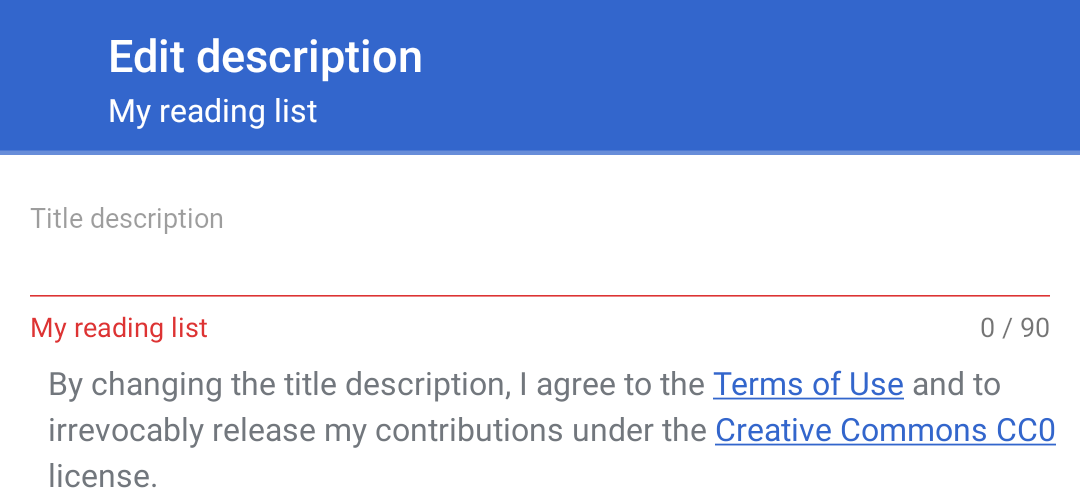 Edit description
My reading list
Title description
My reading list
0 / 90
By changing the title description, I agree to the Terms of Use and to
irrevocably release my contributions under the Creative Commons CC0
license.